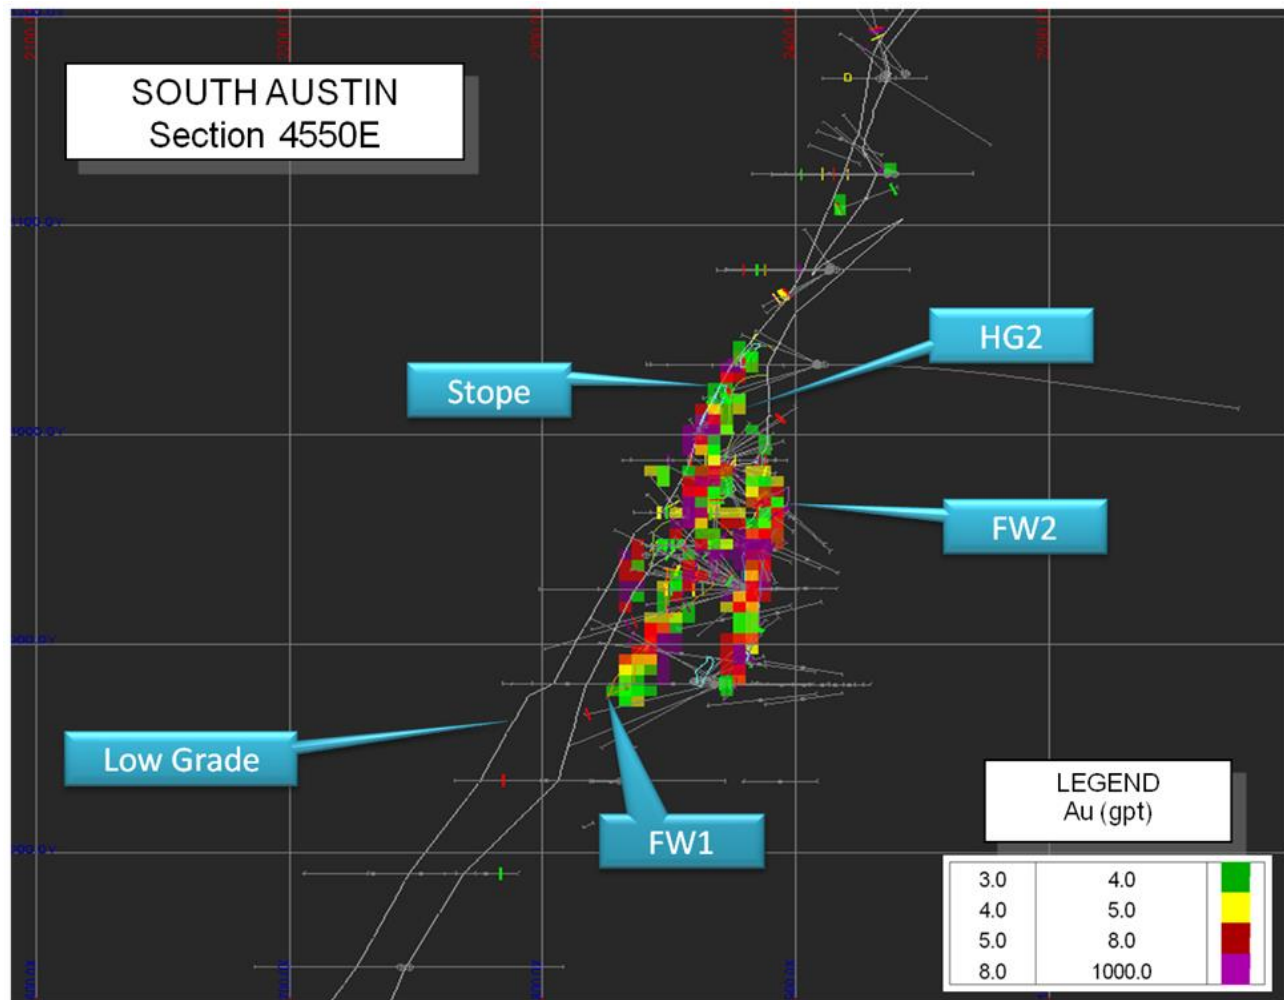 SOUTH AUSTIN
Section 4550E
HG2
Stope
FW2
Low Grade
FW1
LEGEND
Au (gpt)
3.0 4.0
4.0 5.0
5.0 8.0
8.0 1000.0